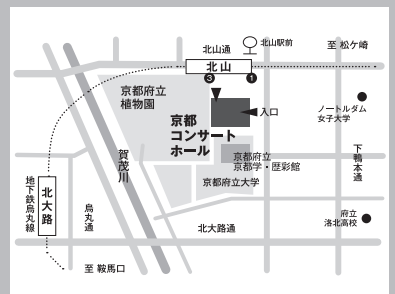 北山通
北山駅前
至 松ケ崎
北山
3
1
京都府立
植物園
入口
ノートルダム
女子大学
京都
コンサート
ホール
賀茂川
京都府立
京都学・歴彩館
下鴨本通
京都府立大学
地下鉄烏丸線
北大路
烏丸通
北大路通
府立
洛北高校
至 鞍馬口